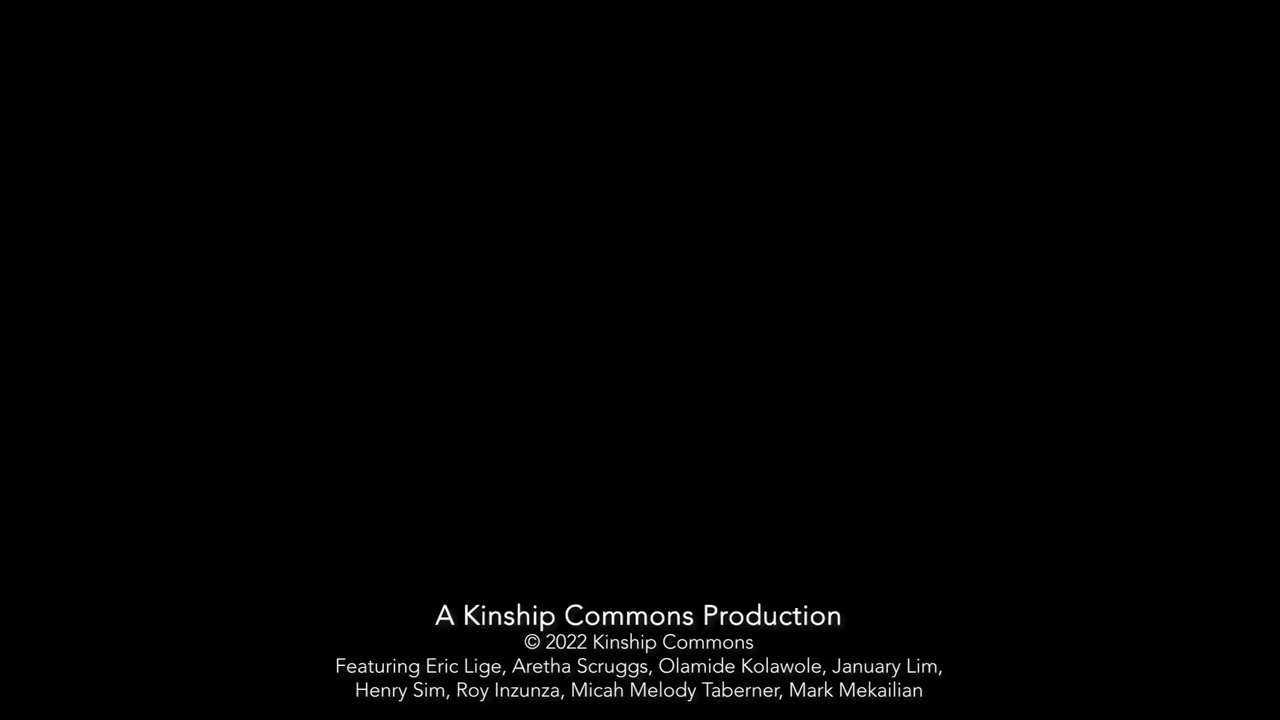 A Kinship Commons Production
© 2022 Kinship Commons
Featuring Eric Lige, Aretha Scruggs, Olamide Kolawole, January Lim,
Henry Sim, Roy Inzunza, Micah Melody Taberner, Mark Mekailian